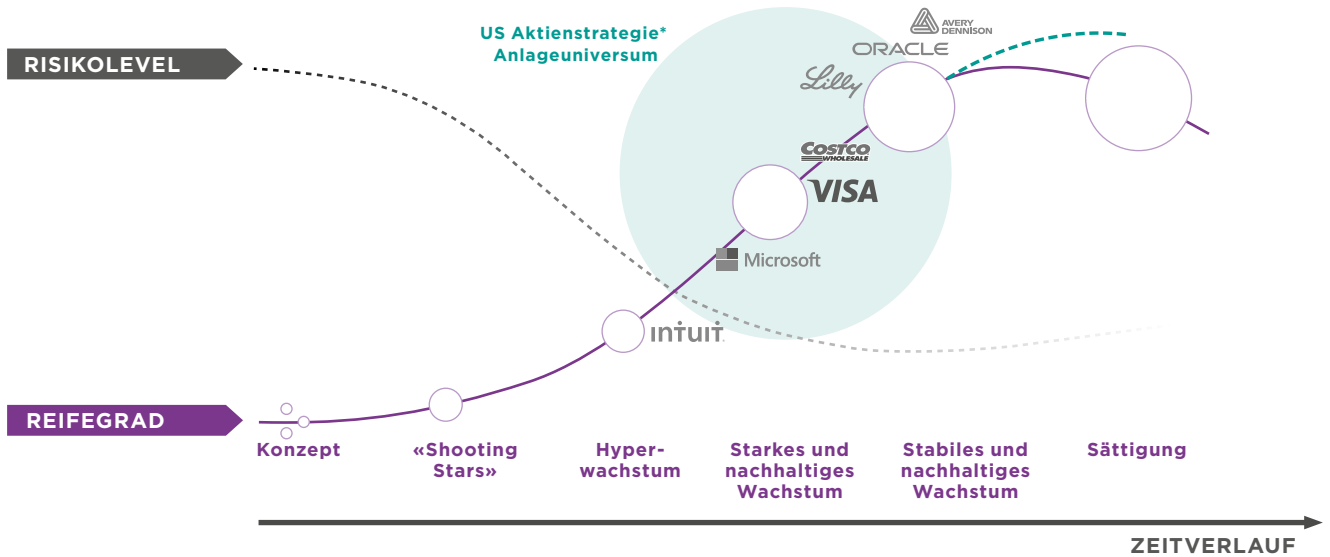 US Aktienstrategie*
Anlageuniversum
AVERY
DENNISON
ORACLE
RISIKOLEVEL
Lilly
COSTCO
WHOLESALE
VISA
Microsoft
INTUIT
REIFEGRAD
Konzept
«Shooting
Stars»
Hyper-
wachstum
Starkes und
nachhaltiges
Wachstum
Stabiles und
nachhaltiges
Wachstum
Sättigung
ZEITVERLAUF